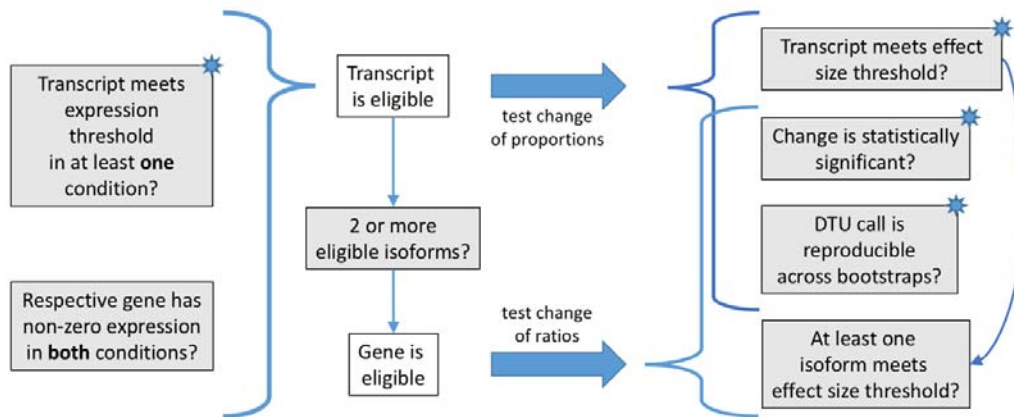 Transcript meets
expression
threshold
in at least one
condition?
Respective gene has
non-zero expression
in both conditions?
Transcript
is eligible
2 or more
eligible isoforms?
Gene is
eligible
test change
of proportions
test change
of ratios
Transcript meets effect
size threshold?
Change is statistically
significant?
DTU call is
reproducible
across bootstraps?
At least one
isoform meets
effect size threshold?